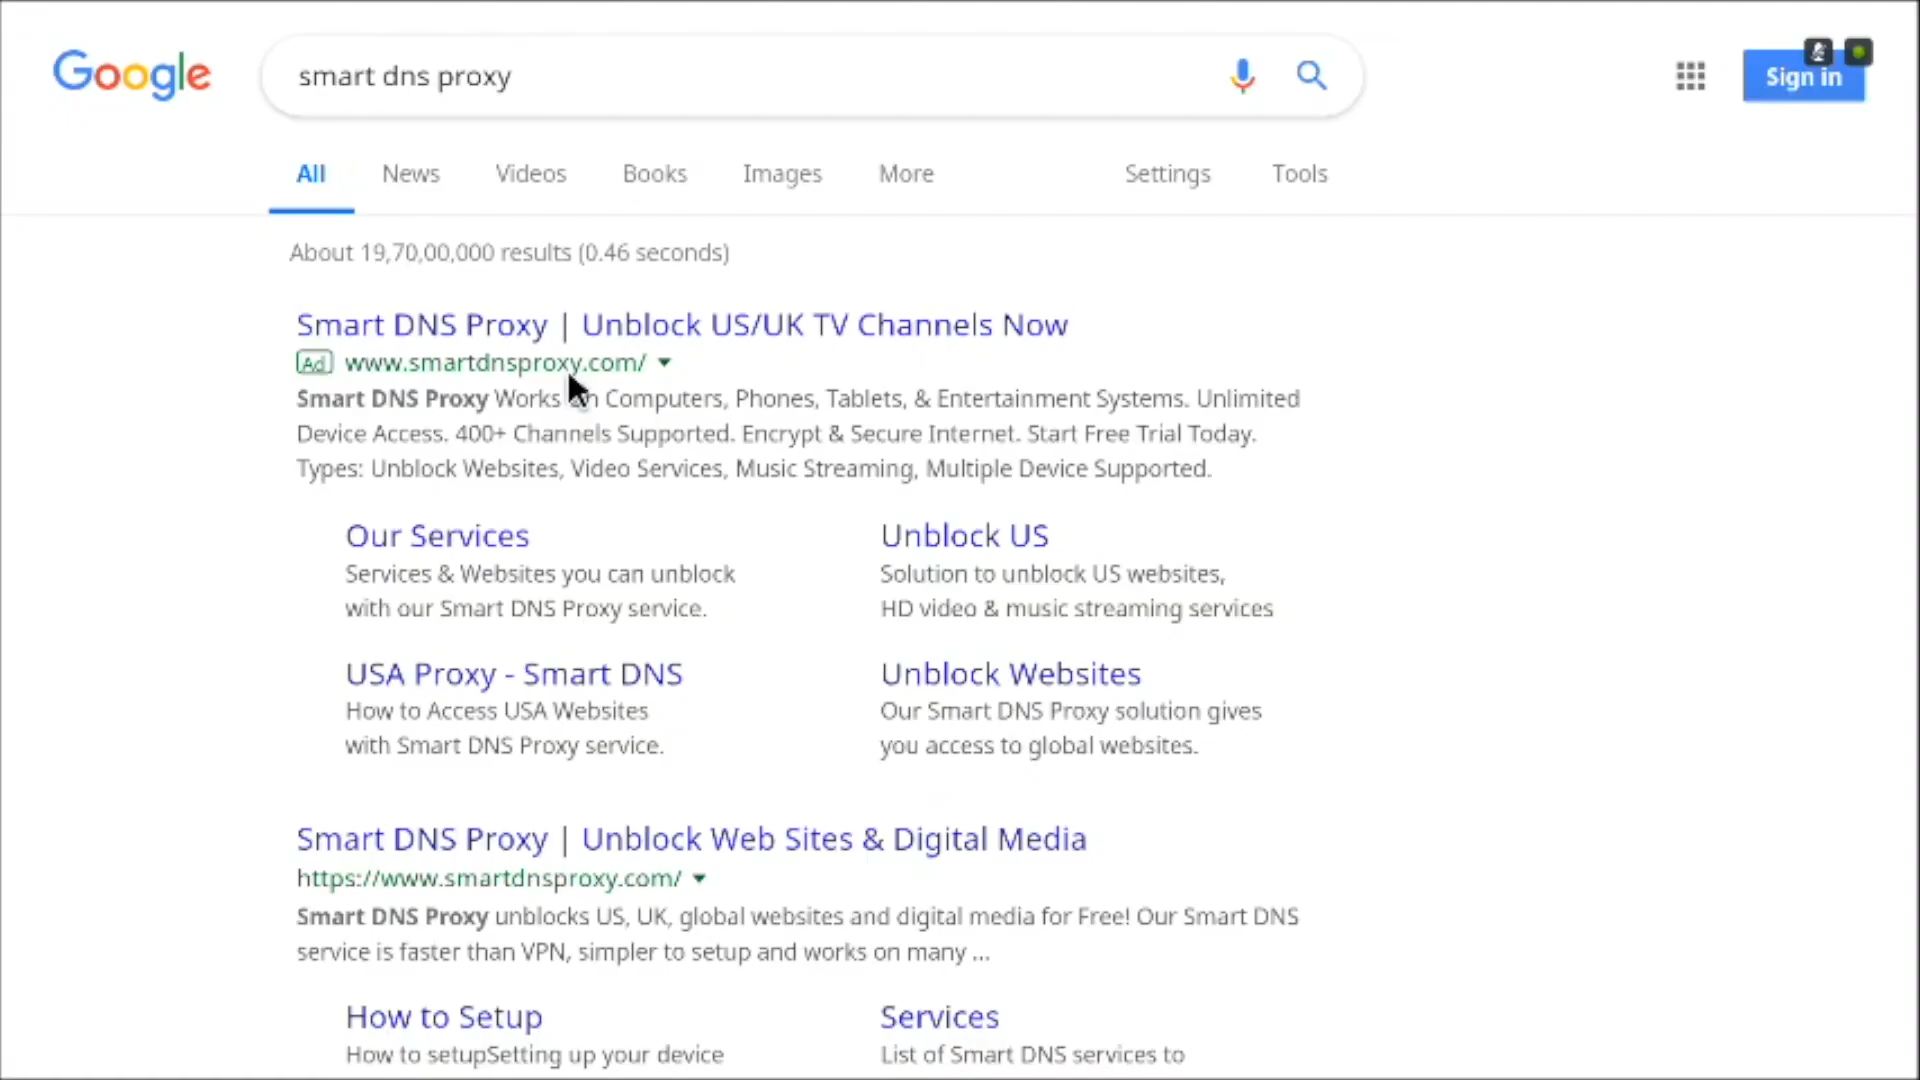 Google
smart dns proxy
Sign in
All News Videos Books Images More Settings Tools
About 19,70,00,000 results (0.46 seconds)
Smart DNS Proxy | Unblock US/UK TV Channels Now
Ad www.smartdnsproxy.com/
Smart DNS Proxy Works Computers, Phones, Tablets, & Entertainment Systems. Unlimited
Device Access. 400+ Channels Supported. Encrypt & Secure Internet. Start Free Trial Today.
Types: Unblock Websites, Video Services, Music Streaming, Multiple Device Supported.
Our Services
Services & Websites you can unblock
with our Smart DNS Proxy service.
Unblock US
Solution to unblock US websites,
HD video & music streaming services
USA Proxy - Smart DNS
How to Access USA Websites
with Smart DNS Proxy service.
Unblock Websites
Our Smart DNS Proxy solution gives
you access to global websites.
Smart DNS Proxy | Unblock Web Sites & Digital Media
https://www.smartdnsproxy.com/
Smart DNS Proxy unblocks US, UK, global websites and digital media for Free! Our Smart DNS
service is faster than VPN, simpler to setup and works on many ...
How to Setup
How to setupSetting up your device
Services
List of Smart DNS services to